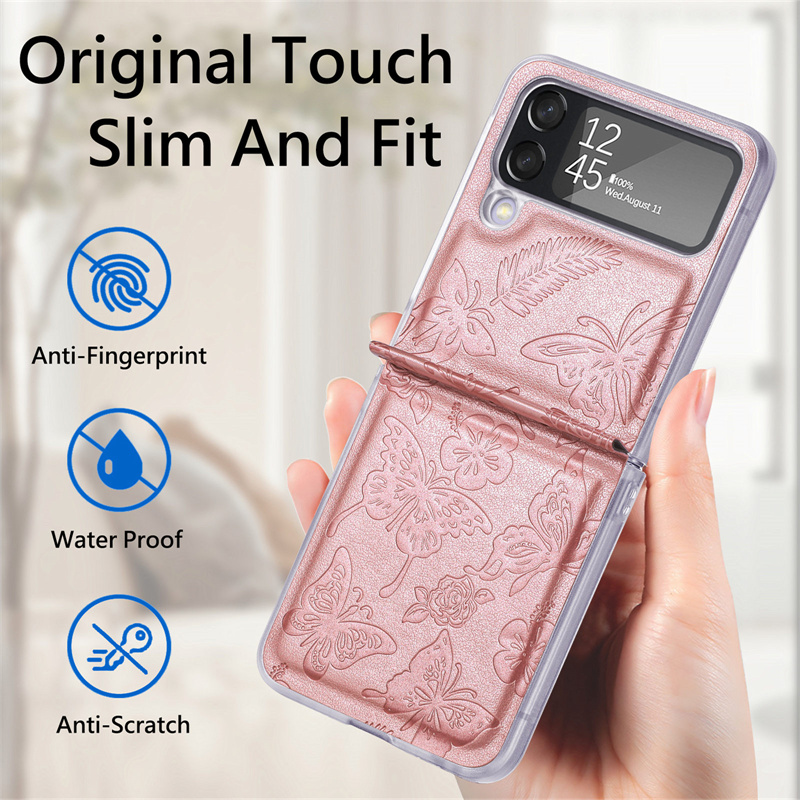 Original Touch
Slim And Fit
12
45
100%
Wed,August 11
Anti-Fingerprint
Water Proof
Anti-Scratch